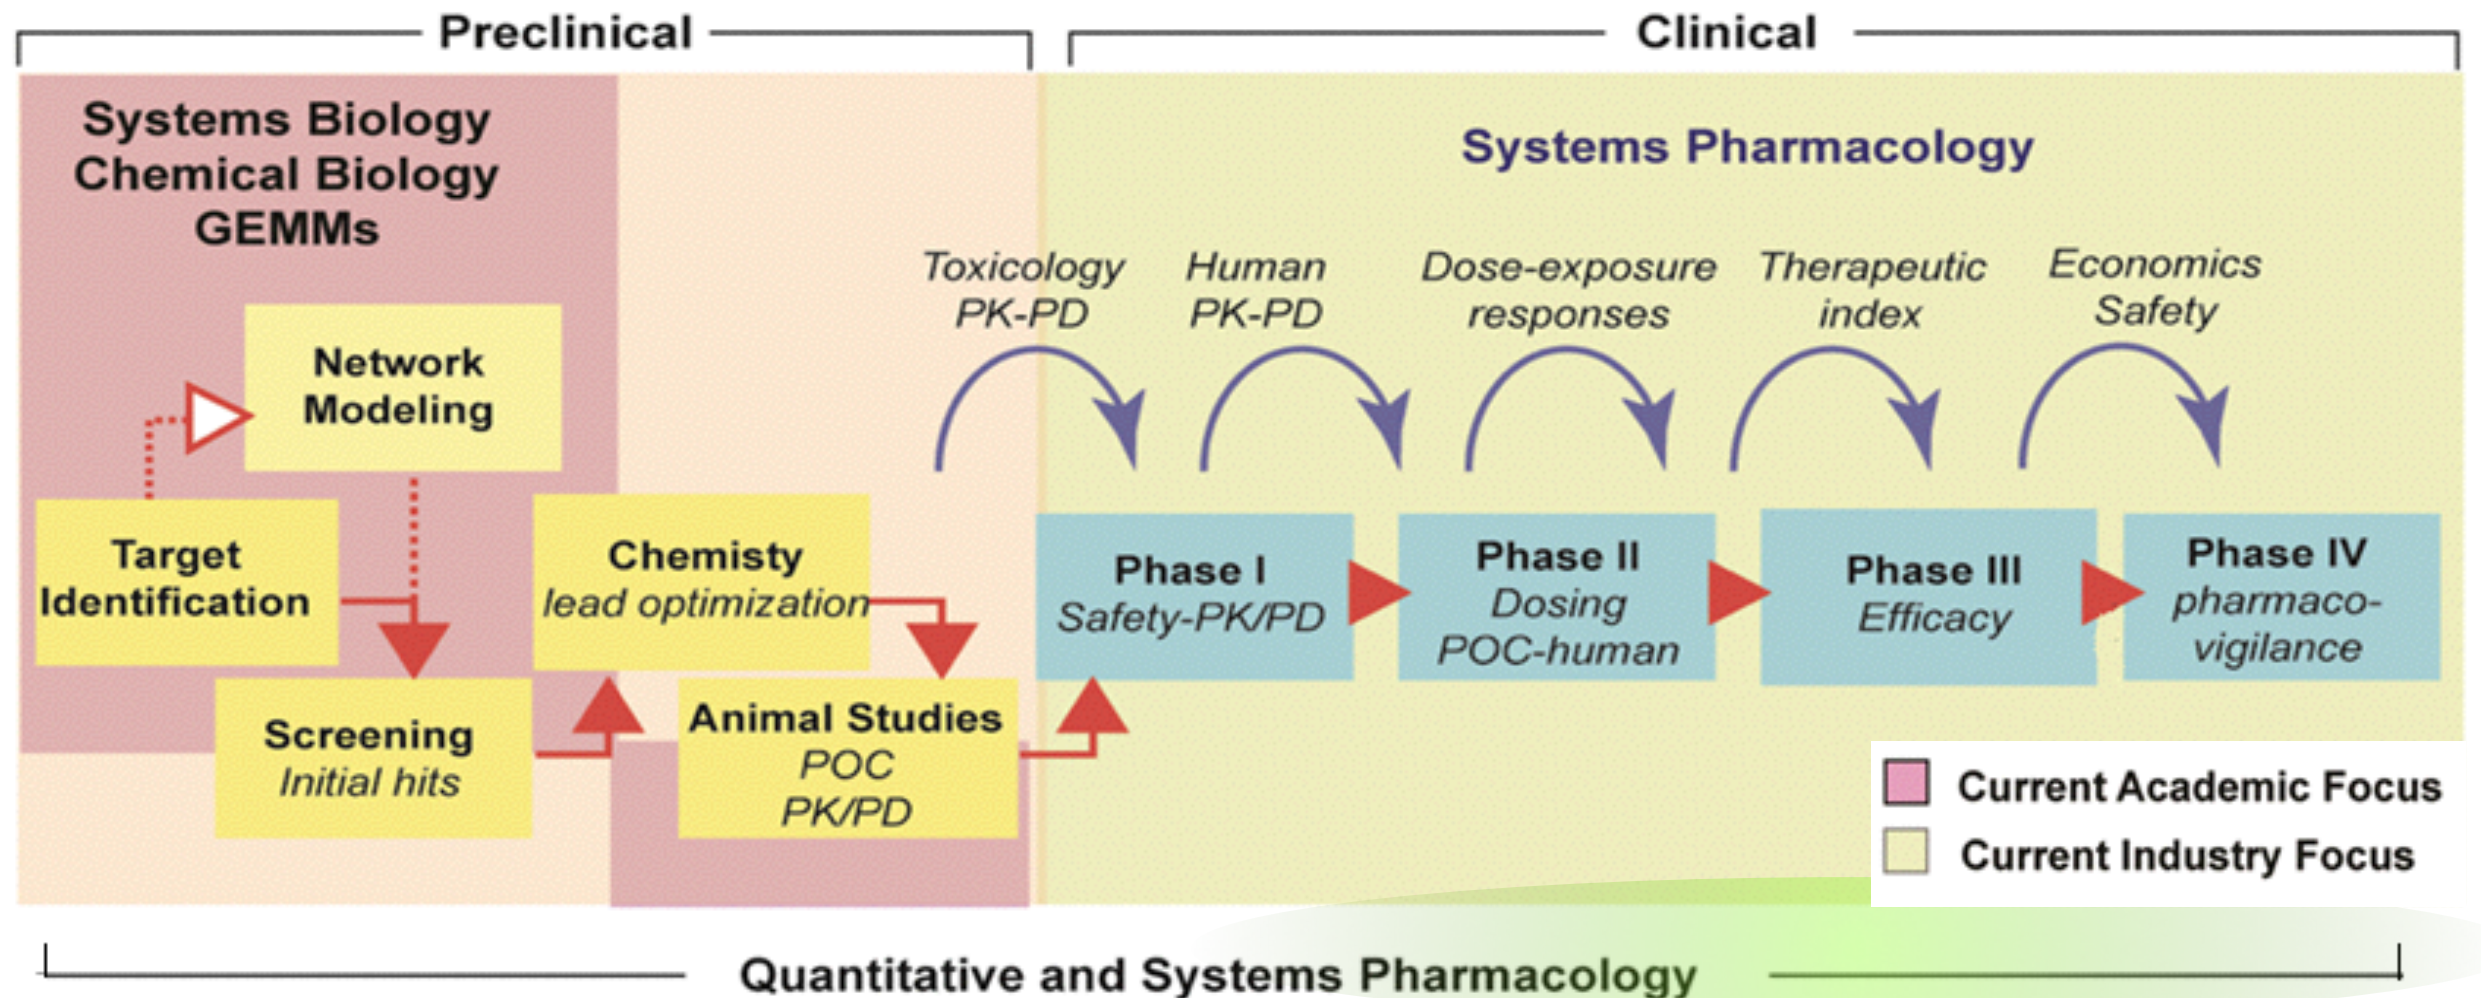 Preclinical
Clinical
Systems Biology
Chemical Biology
GEMMs
Systems Pharmacology
Toxicology
PK-PD
Human
PK-PD
Dose-exposure
responses
Therapeutic
index
Economics
Safety
Network
Modeling
Target
Identification
Chemisty
lead optimization
Screening
Initial hits
Animal Studies
POC
PK/PD
Phase I
Safety-PK/PD
Phase II
Dosing
POC-human
Phase III
Efficacy
Phase IV
pharmaco-
vigilance
Current Academic Focus
Current Industry Focus
Quantitative and Systems Pharmacology